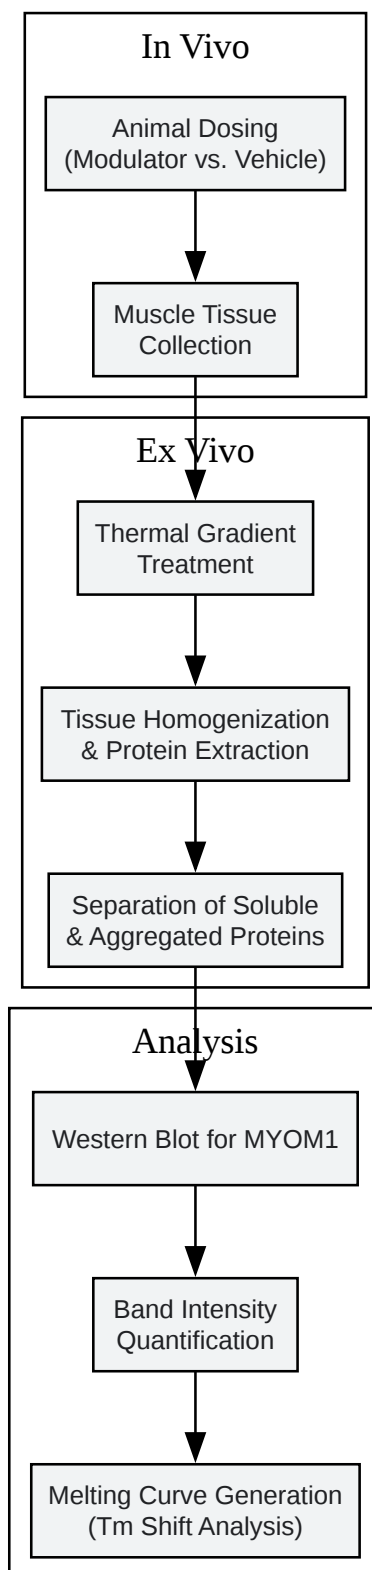 In Vivo
Animal Dosing
(Modulator vs. Vehicle)
Muscle Tissue
Collection
Ex Vivo
Thermal Gradient
Treatment
Tissue Homogenization
& Protein Extraction
Separation of Soluble
& Aggregated Proteins
Analysis
Western Blot for MYOM1
Band Intensity
Quantification
Melting Curve Generation
(Tm Shift Analysis)